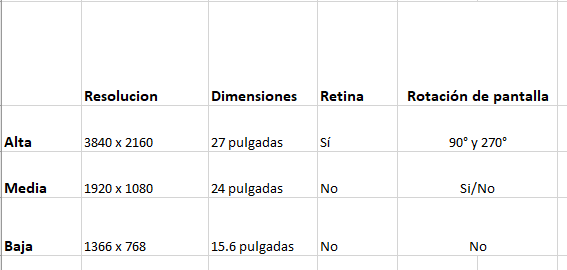 Resolucion Dimensiones Retina Rotación de pantalla
Alta 3840 x 2160 27 pulgadas Sí 90° y 270°
Media 1920 x 1080 24 pulgadas No Si/No
Baja 1366 x 768 15.6 pulgadas No No